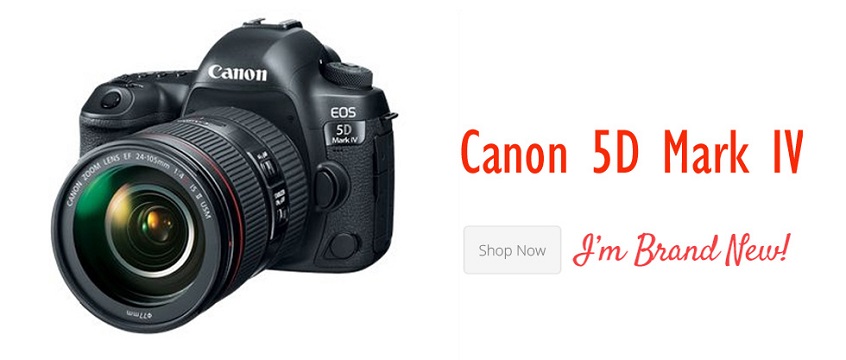 Canon
EOS
5D
Mark IV
CANON ZOOM LENS EF 24-105mm 1:4 L IS II USM
ø77mm
Canon 5D Mark IV
Shop Now
I'm Brand New!